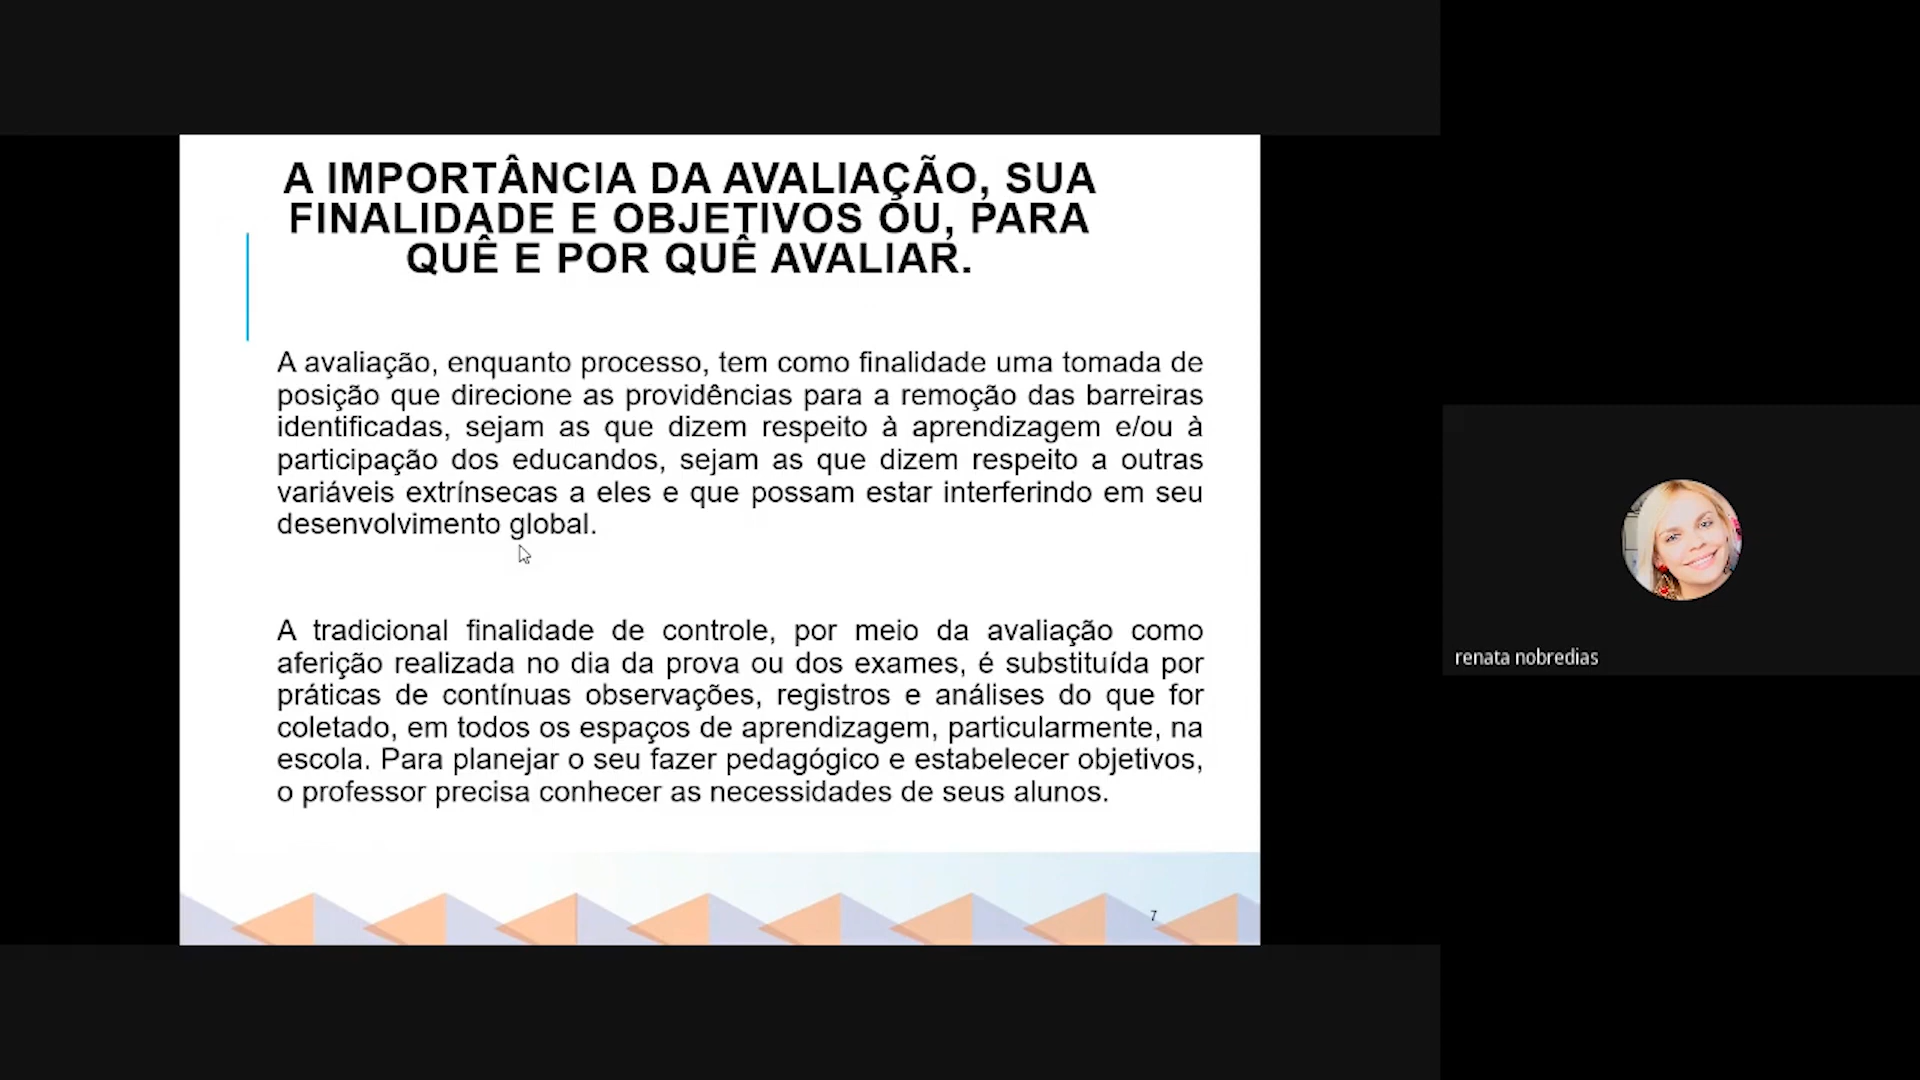 A IMPORTÂNCIA DA AVALIAÇÃO, SUA
FINALIDADE E OBJETIVOS OU, PARA
QUÊ E POR QUÊ AVALIAR.
A avaliação, enquanto processo, tem como finalidade uma tomada de
posição que direcione as providências para a remoção das barreiras
identificadas, sejam as que dizem respeito à aprendizagem e/ou à
participação dos educandos, sejam as que dizem respeito a outras
variáveis extrínsecas a eles e que possam estar interferindo em seu
desenvolvimento global.
A tradicional finalidade de controle, por meio da avaliação como
aferição realizada no dia da prova ou dos exames, é substituída por
práticas de contínuas observações, registros e análises do que for
coletado, em todos os espaços de aprendizagem, particularmente, na
escola. Para planejar o seu fazer pedagógico e estabelecer objetivos,
o professor precisa conhecer as necessidades de seus alunos.
7
renata nobredias